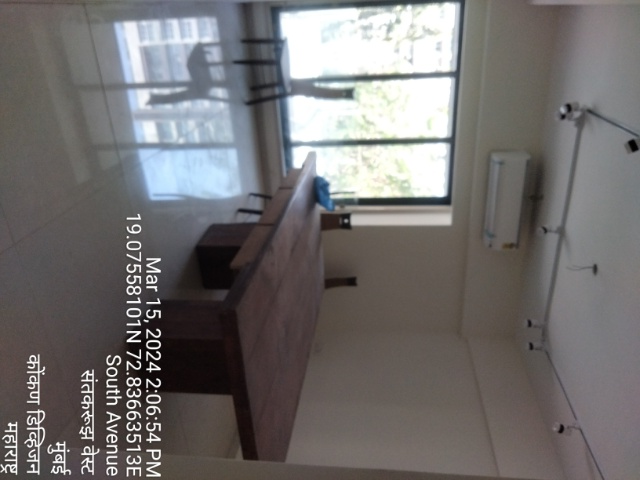 Mar 15, 2024 2:06:54 PM
19.07558101N 72.83663513E
South Avenue
संताक्रूझ वेस्ट
मुंबई
कोंकण डिव्हिजन
महाराष्ट्र